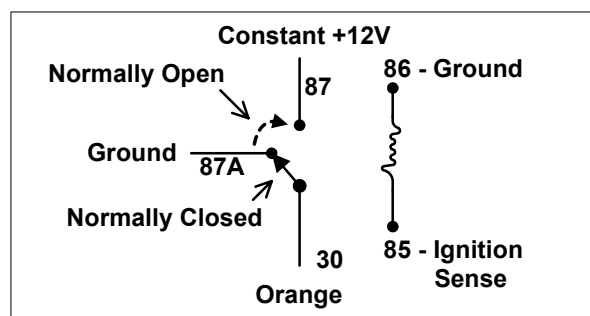 Constant +12V
Normally Open
87
86 - Ground
Ground
87A
Normally Closed
30
85 - Ignition
Sense
Orange